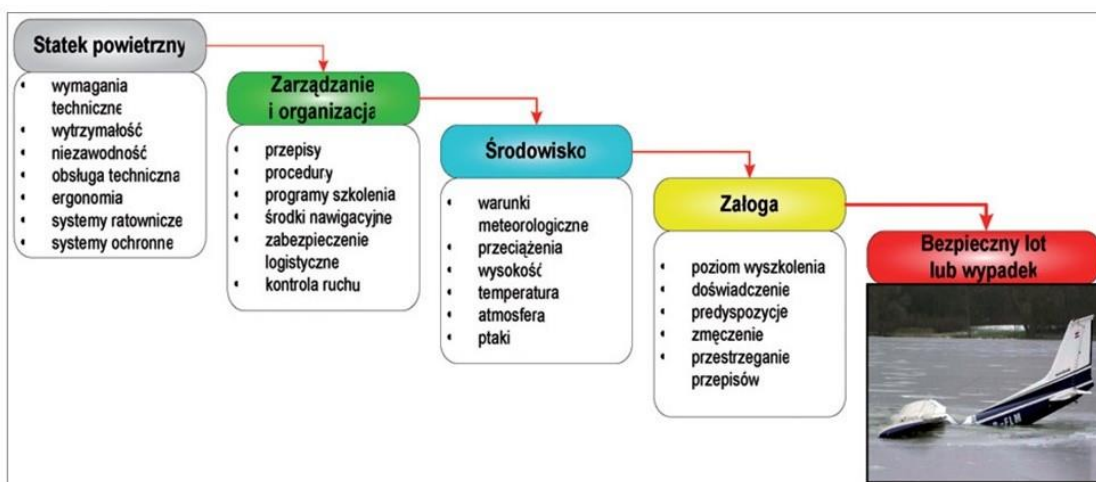 Statek powietrzny
• wymagania
techniczne
• wytrzymałość
• niezawodność
• obsługa techniczna
• ergonomia
• systemy ratownicze
• systemy ochronne
Zarządzanie
i organizacja
• przepisy
• procedury
• programy szkolenia
• środki nawigacyjne
• zabezpieczenie
logistyczne
• kontrola ruchu
Środowisko
• warunki
meteorologiczne
• przeciążenia
• wysokość
• temperatura
• atmosfera
• ptaki
Załoga
• poziom wyszkolenia
• doświadczenie
• predyspozycje
• zmęczenie
• przestrzeganie
przepisów
Bezpieczny lot
lub wypadek